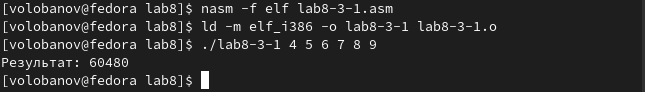 [volobanov@fedora lab8]$ nasm -f elf lab8-3-1.asm
[volobanov@fedora lab8]$ ld -m elf_i386 -o lab8-3-1 lab8-3-1.o
[volobanov@fedora lab8]$ ./lab8-3-1 4 5 6 7 8 9
Результат: 60480
[volobanov@fedora lab8]$